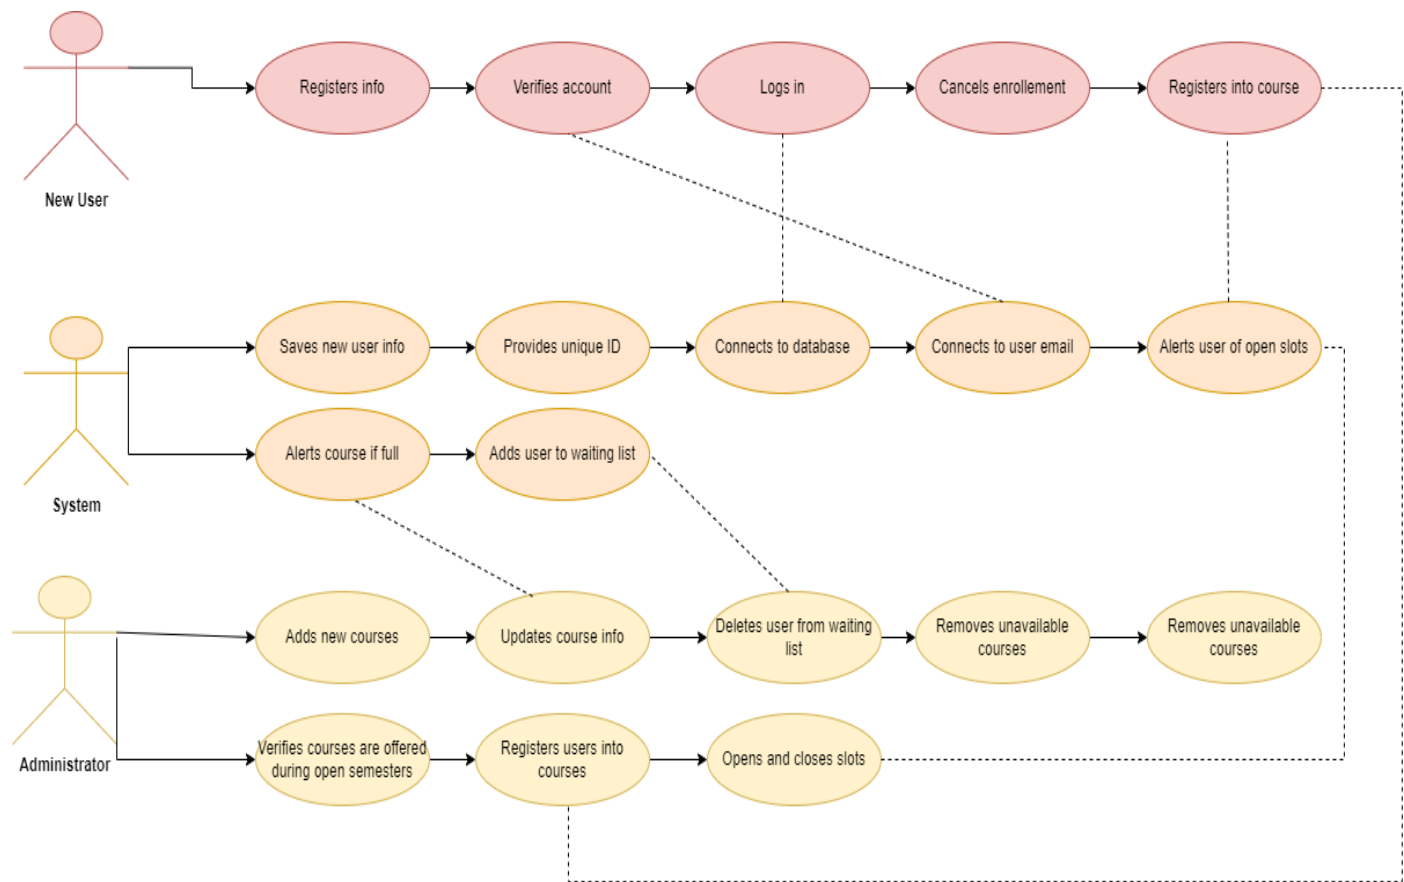 Registers info
Verifies account
Logs in
Cancels enrollement
Registers into course
New User
Saves new user info
Provides unique ID
Connects to database
Connects to user email
Alerts user of open slots
Alerts course if full
Adds user to waiting list
System
Adds new courses
Updates course info
Deletes user from waiting
list
Removes unavailable
courses
Removes unavailable
courses
Administrator
Verifies courses are offered
during open semesters
Registers users into
courses
Opens and closes slots